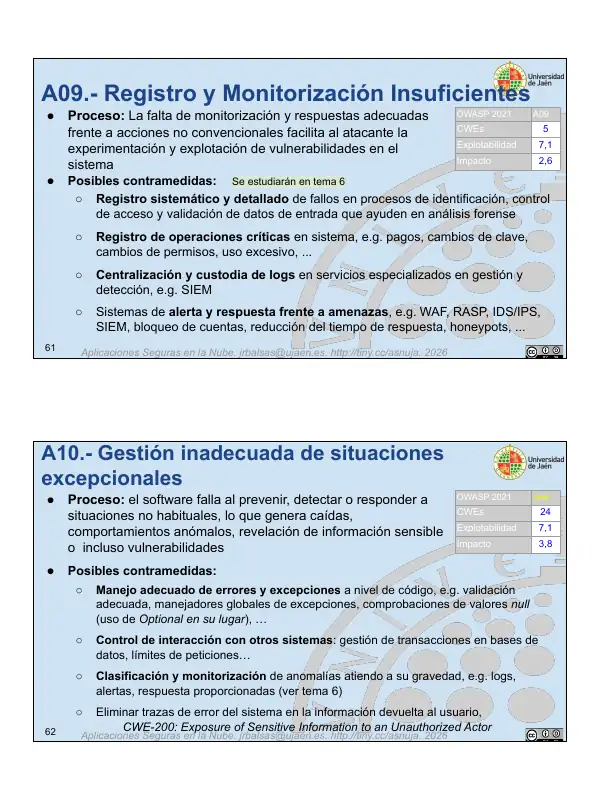 Universidad
de Jaén
A09.- Registro y Monitorización Insuficientes
● Proceso: La falta de monitorización y respuestas adecuadas
frente a acciones no convencionales facilita al atacante la
experimentación y explotación de vulnerabilidades en el
sistema
OWASP 2021 A09
CWEs 5
Explotabilidad 7,1
Impacto 2,6
● Posibles contramedidas: Se estudiarán en tema 6
○ Registro sistemático y detallado de fallos en procesos de identificación, control
de acceso y validación de datos de entrada que ayuden en análisis forense
○ Registro de operaciones críticas en sistema, e.g. pagos, cambios de clave,
cambios de permisos, uso excesivo, ...
○ Centralización y custodia de logs en servicios especializados en gestión y
detección, e.g. SIEM
○ Sistemas de alerta y respuesta frente a amenazas, e.g. WAF, RASP, IDS/IPS,
SIEM, bloqueo de cuentas, reducción del tiempo de respuesta, honeypots, ...
61
Aplicaciones Seguras en la Nube. jrbalsas@ujaen.es. http://tiny.cc/asnuja. 2026
A10.- Gestión inadecuada de situaciones
excepcionales
Universidad
de Jaén
● Proceso: el software falla al prevenir, detectar o responder a
situaciones no habituales, lo que genera caídas,
comportamientos anómalos, revelación de información sensible
o incluso vulnerabilidades
OWASP 2021
CWEs 24
Explotabilidad 7,1
Impacto 3,8
● Posibles contramedidas:
○ Manejo adecuado de errores y excepciones a nivel de código, e.g. validación
adecuada, manejadores globales de excepciones, comprobaciones de valores null
(uso de Optional en su lugar), …
○ Control de interacción con otros sistemas: gestión de transacciones en bases de
datos, límites de peticiones…
○ Clasificación y monitorización de anomalías atiendo a su gravedad, e.g. logs,
alertas, respuesta proporcionadas (ver tema 6)
○ Eliminar trazas de error del sistema en la información devuelta al usuario,
CWE-200: Exposure of Sensitive Information to an Unauthorized Actor
62
Aplicaciones Seguras en la Nube. jrbalsas@ujaen.es. http://tiny.cc/asnuja. 2026